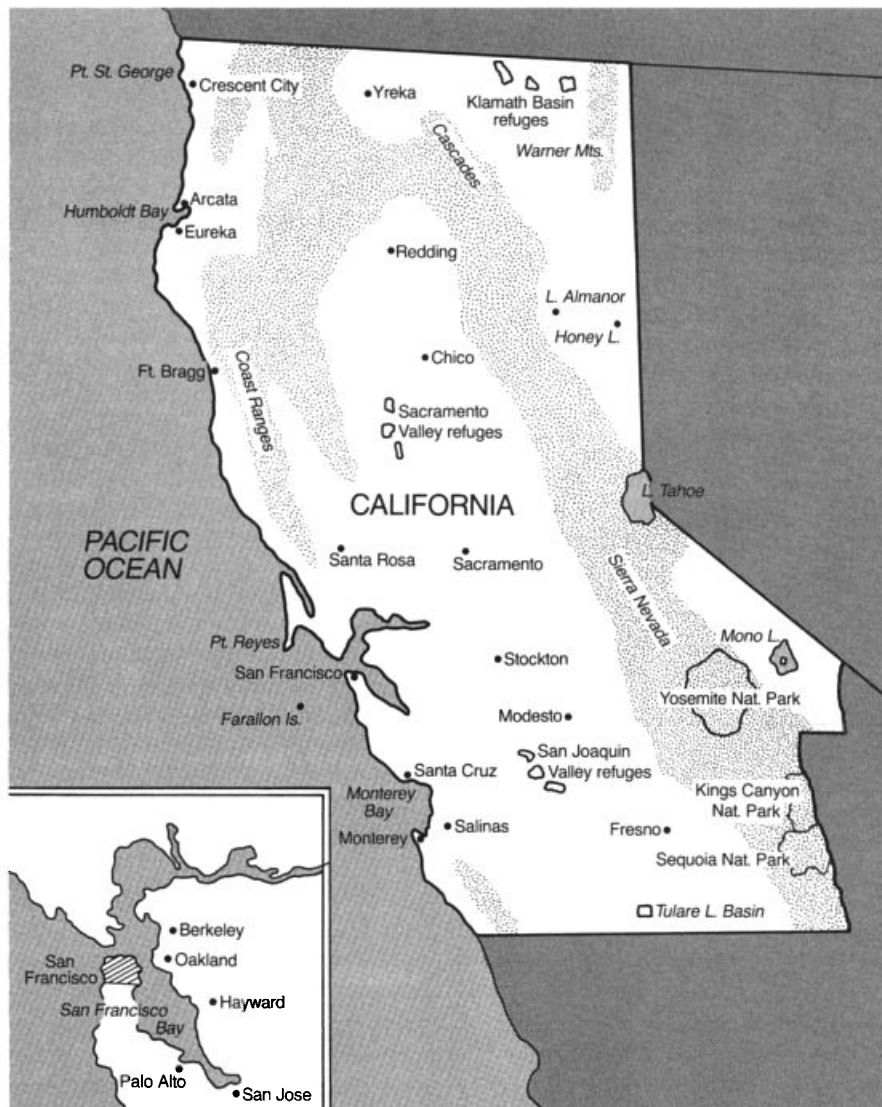 Pt. St. George
Crescent City
Yreka
Klamath Basin
refuges
Cascades
Warner Mts.
Arcata
Humboldt Bay
Eureka
Redding
L. Almanor
Honey L.
Ft. Bragg
Coast Ranges
Chico
Sacramento
Valley refuges
L. Tahoe
CALIFORNIA
PACIFIC
OCEAN
Santa Rosa
Sacramento
Sierra Nevada
Pt. Reyes
Mono L.
Stockton
San Francisco
Yosemite Nat. Park
Farallon Is.
Modesto
San Joaquin
Valley refuges
Santa Cruz
Monterey
Bay
Kings Canyon
Nat. Park
Salinas
Fresno
Monterey
Sequoia Nat. Park
Tulare L. Basin
Berkeley
Oakland
San
Francisco
Hayward
San Francisco
Bay
Palo Alto
San Jose